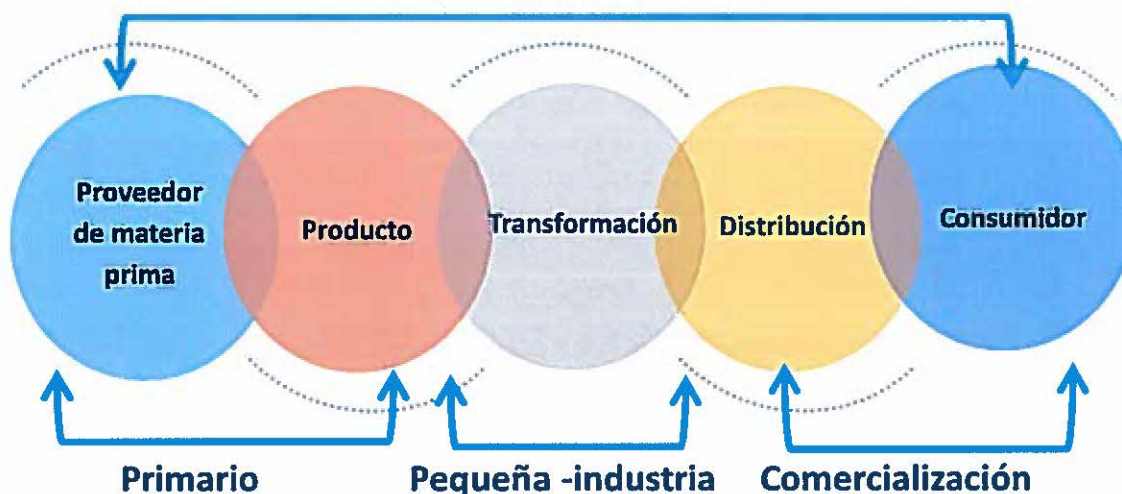 Proveedor
de materia
prima
Producto
Transformación
Distribución
Consumidor
Primario
Pequeña -industria
Comercialización